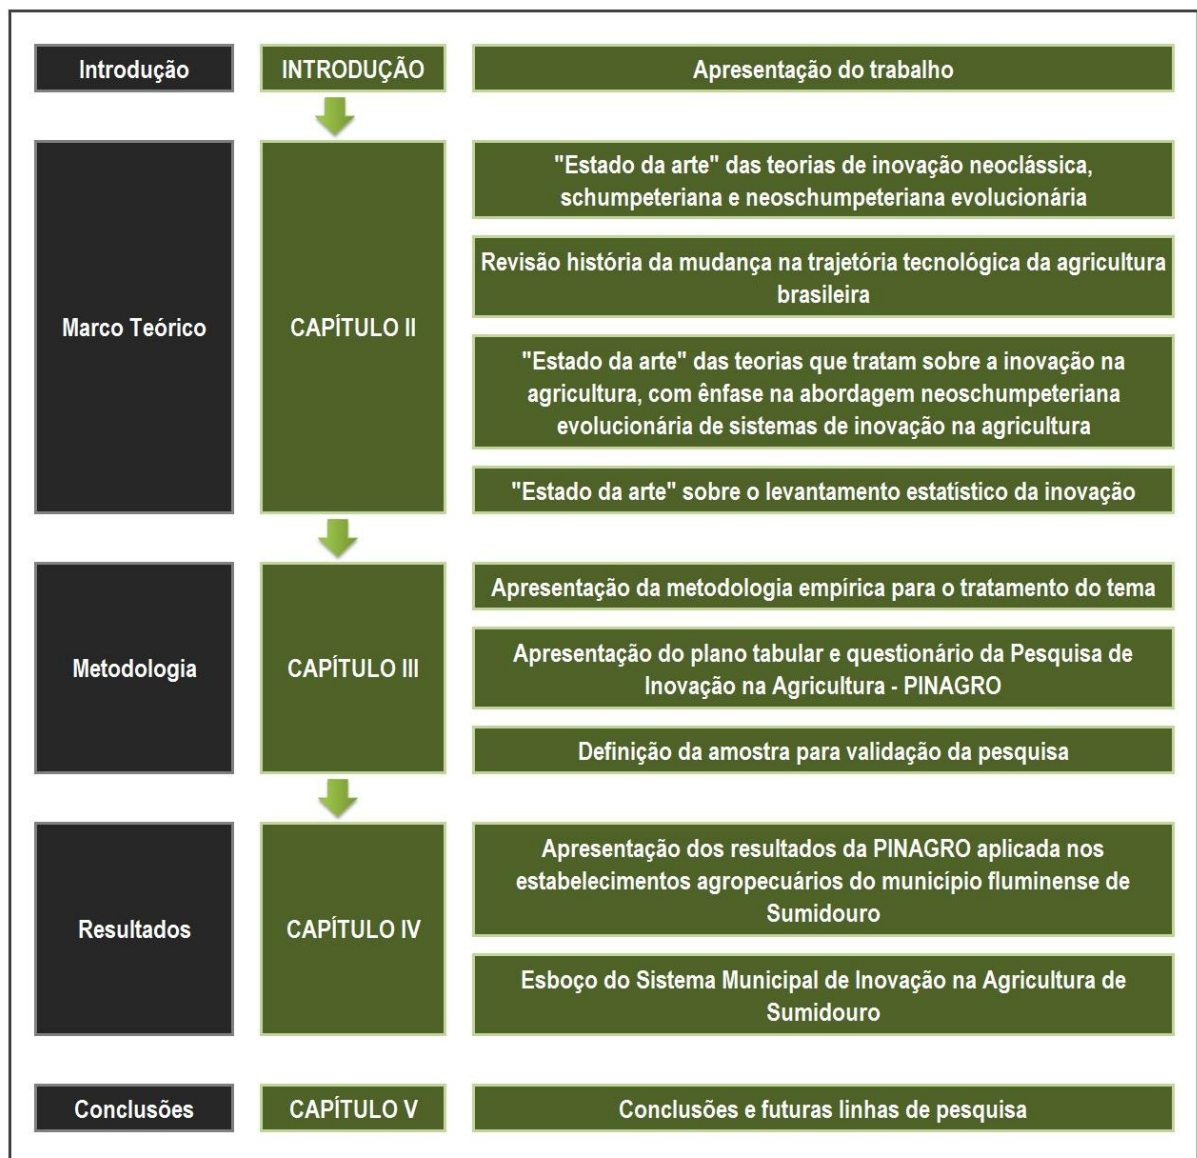 Introdução
INTRODUÇÃO
Apresentação do trabalho
Marco Teórico
CAPÍTULO II
"Estado da arte" das teorias de inovação neoclássica,
schumpeteriana e neoschumpeteriana evolucionária
Revisão história da mudança na trajetória tecnológica da agricultura
brasileira
"Estado da arte" das teorias que tratam sobre a inovação na
agricultura, com ênfase na abordagem neoschumpeteriana
evolucionária de sistemas de inovação na agricultura
"Estado da arte" sobre o levantamento estatístico da inovação
Metodologia
CAPÍTULO III
Apresentação da metodologia empírica para o tratamento do tema
Apresentação do plano tabular e questionário da Pesquisa de
Inovação na Agricultura - PINAGRO
Definição da amostra para validação da pesquisa
Resultados
CAPÍTULO IV
Apresentação dos resultados da PINAGRO aplicada nos
estabelecimentos agropecuários do município fluminense de
Sumidouro
Esboço do Sistema Municipal de Inovação na Agricultura de
Sumidouro
Conclusões
CAPÍTULO V
Conclusões e futuras linhas de pesquisa